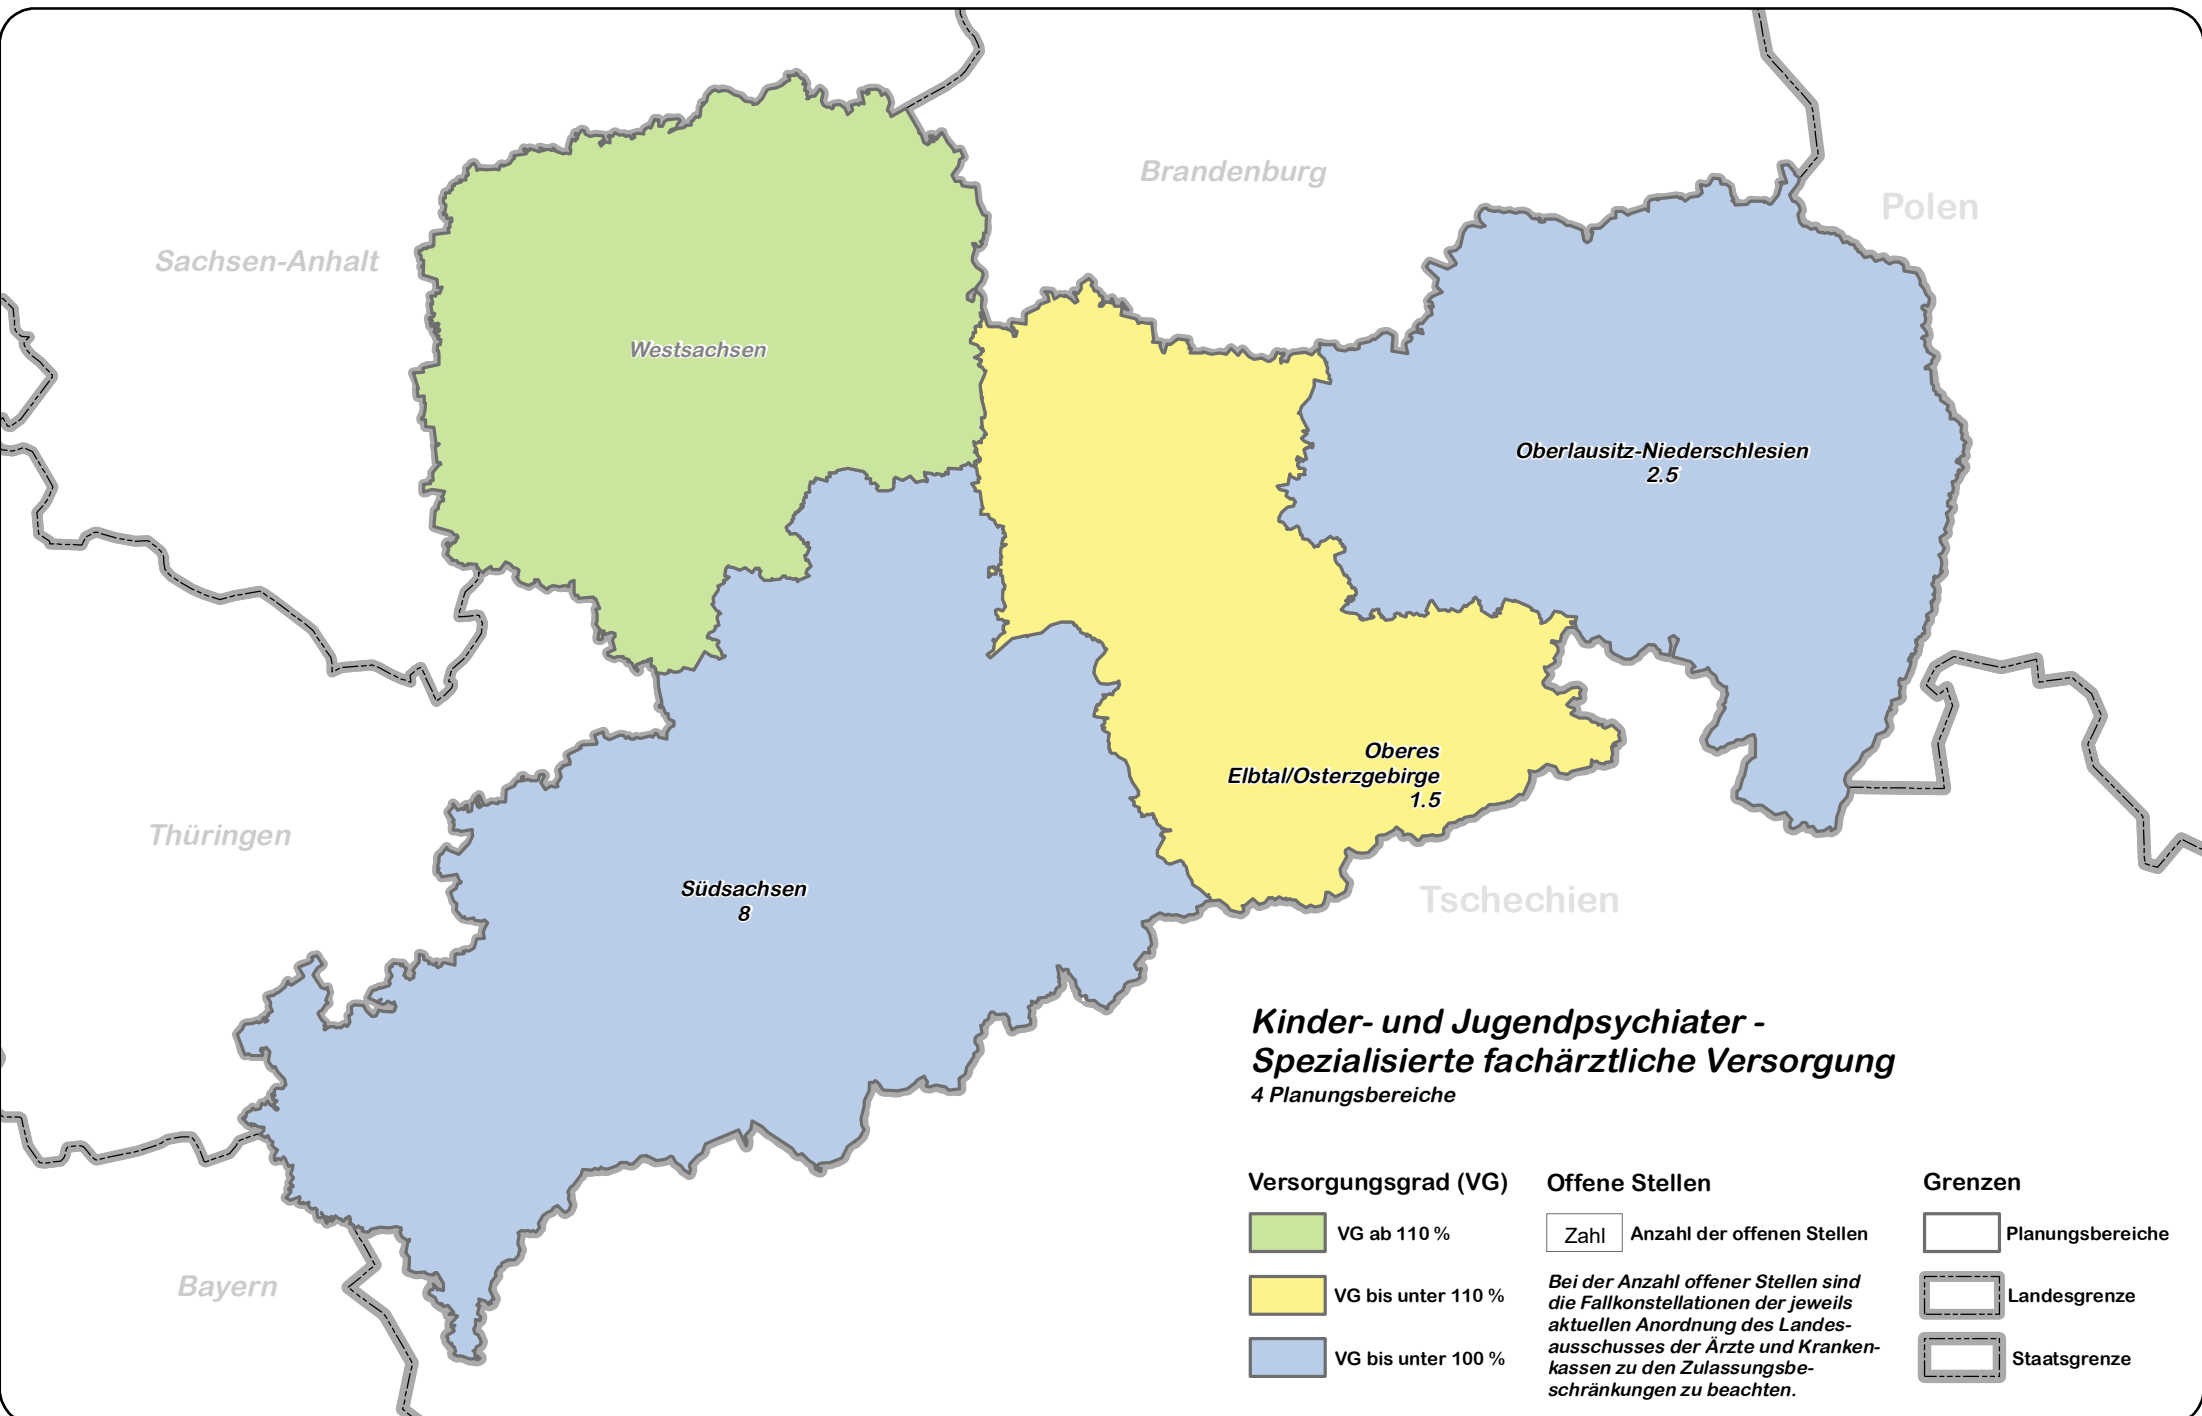 Brandenburg
Polen
Sachsen-Anhalt
Westsachsen
Oberlausitz-Niederschlesien
2.5
Oberes
Elbtal/Osterzgebirge
1.5
Thüringen
Südsachsen
8
Tschechien
Bayern
Kinder- und Jugendpsychiater -
Spezialisierte fachärztliche Versorgung
4 Planungsbereiche
Versorgungsgrad (VG)
VG ab 110 %
VG bis unter 110 %
VG bis unter 100 %
Offene Stellen
Zahl Anzahl der offenen Stellen
Bei der Anzahl offener Stellen sind
die Fallkonstellationen der jeweils
aktuellen Anordnung des Landes-
ausschusses der Ärzte und Kranken-
kassen zu den Zulassungsbe-
schränkungen zu beachten.
Grenzen
Planungsbereiche
Landesgrenze
Staatsgrenze